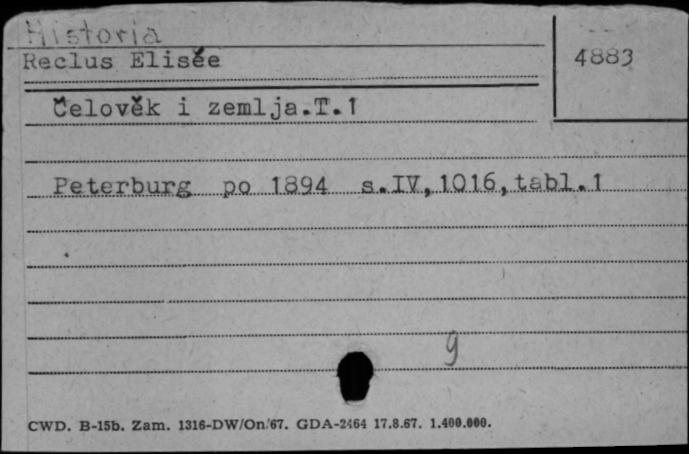 Historia
Reclus Elisée
4883
Čelověk i zemlja.T.1
Peterburg po 1894 s.IV,1016,tabl.1
9
CWD. B-15b. Zam. 1316-DW/On/67. GDA-2464 17.8.67. 1.400.000.